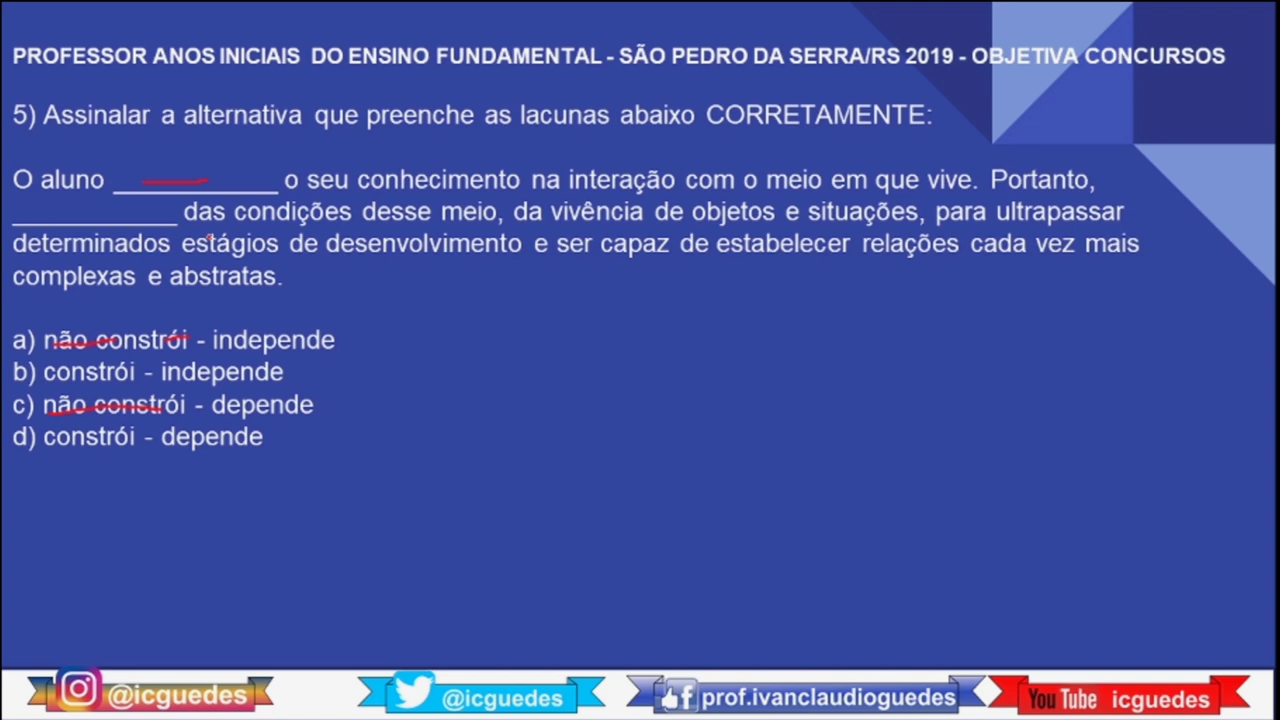 PROFESSOR ANOS INICIAIS DO ENSINO FUNDAMENTAL - SÃO PEDRO DA SERRA/RS 2019 - OBJETIVA CONCURSOS
5) Assinalar a alternativa que preenche as lacunas abaixo CORRETAMENTE:
O aluno ____________ o seu conhecimento na interação com o meio em que vive. Portanto,
____________ das condições desse meio, da vivência de objetos e situações, para ultrapassar
determinados estágios de desenvolvimento e ser capaz de estabelecer relações cada vez mais
complexas e abstratas.
a) não constrói - independe
b) constrói - independe
c) não constrói - depende
d) constrói - depende
@icguedes @icguedes prof.ivanclaudioguedes You Tube icguedes